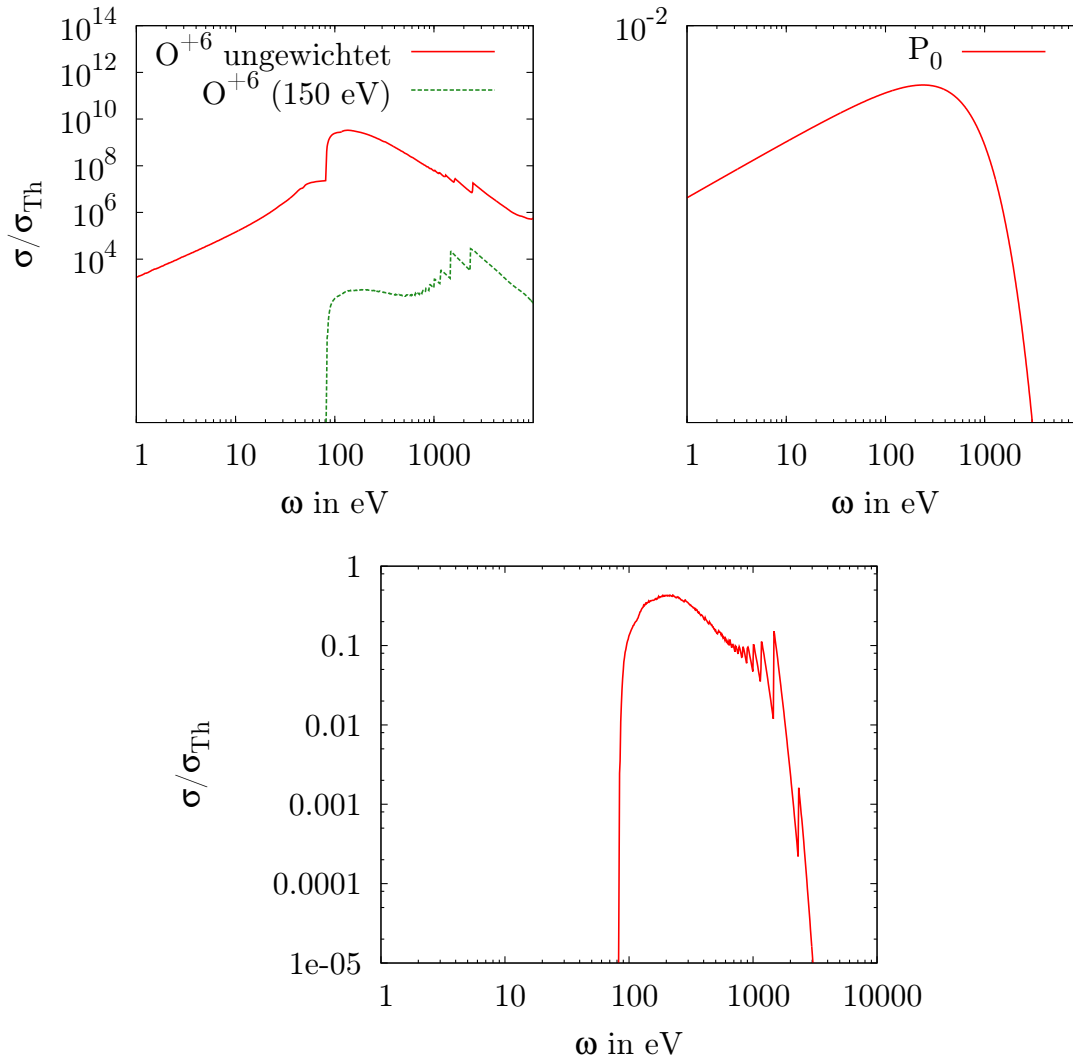 10^14
10^12
10^10
10^8
10^6
10^4
σ/σ_Th
O^+6 ungewichtet
O^+6 (150 eV)
1 10 100 1000
ω in eV
10^-2
P_0
1 10 100 1000
ω in eV
1
0.1
0.01
0.001
0.0001
1e-05
σ/σ_Th
1 10 100 1000 10000
ω in eV